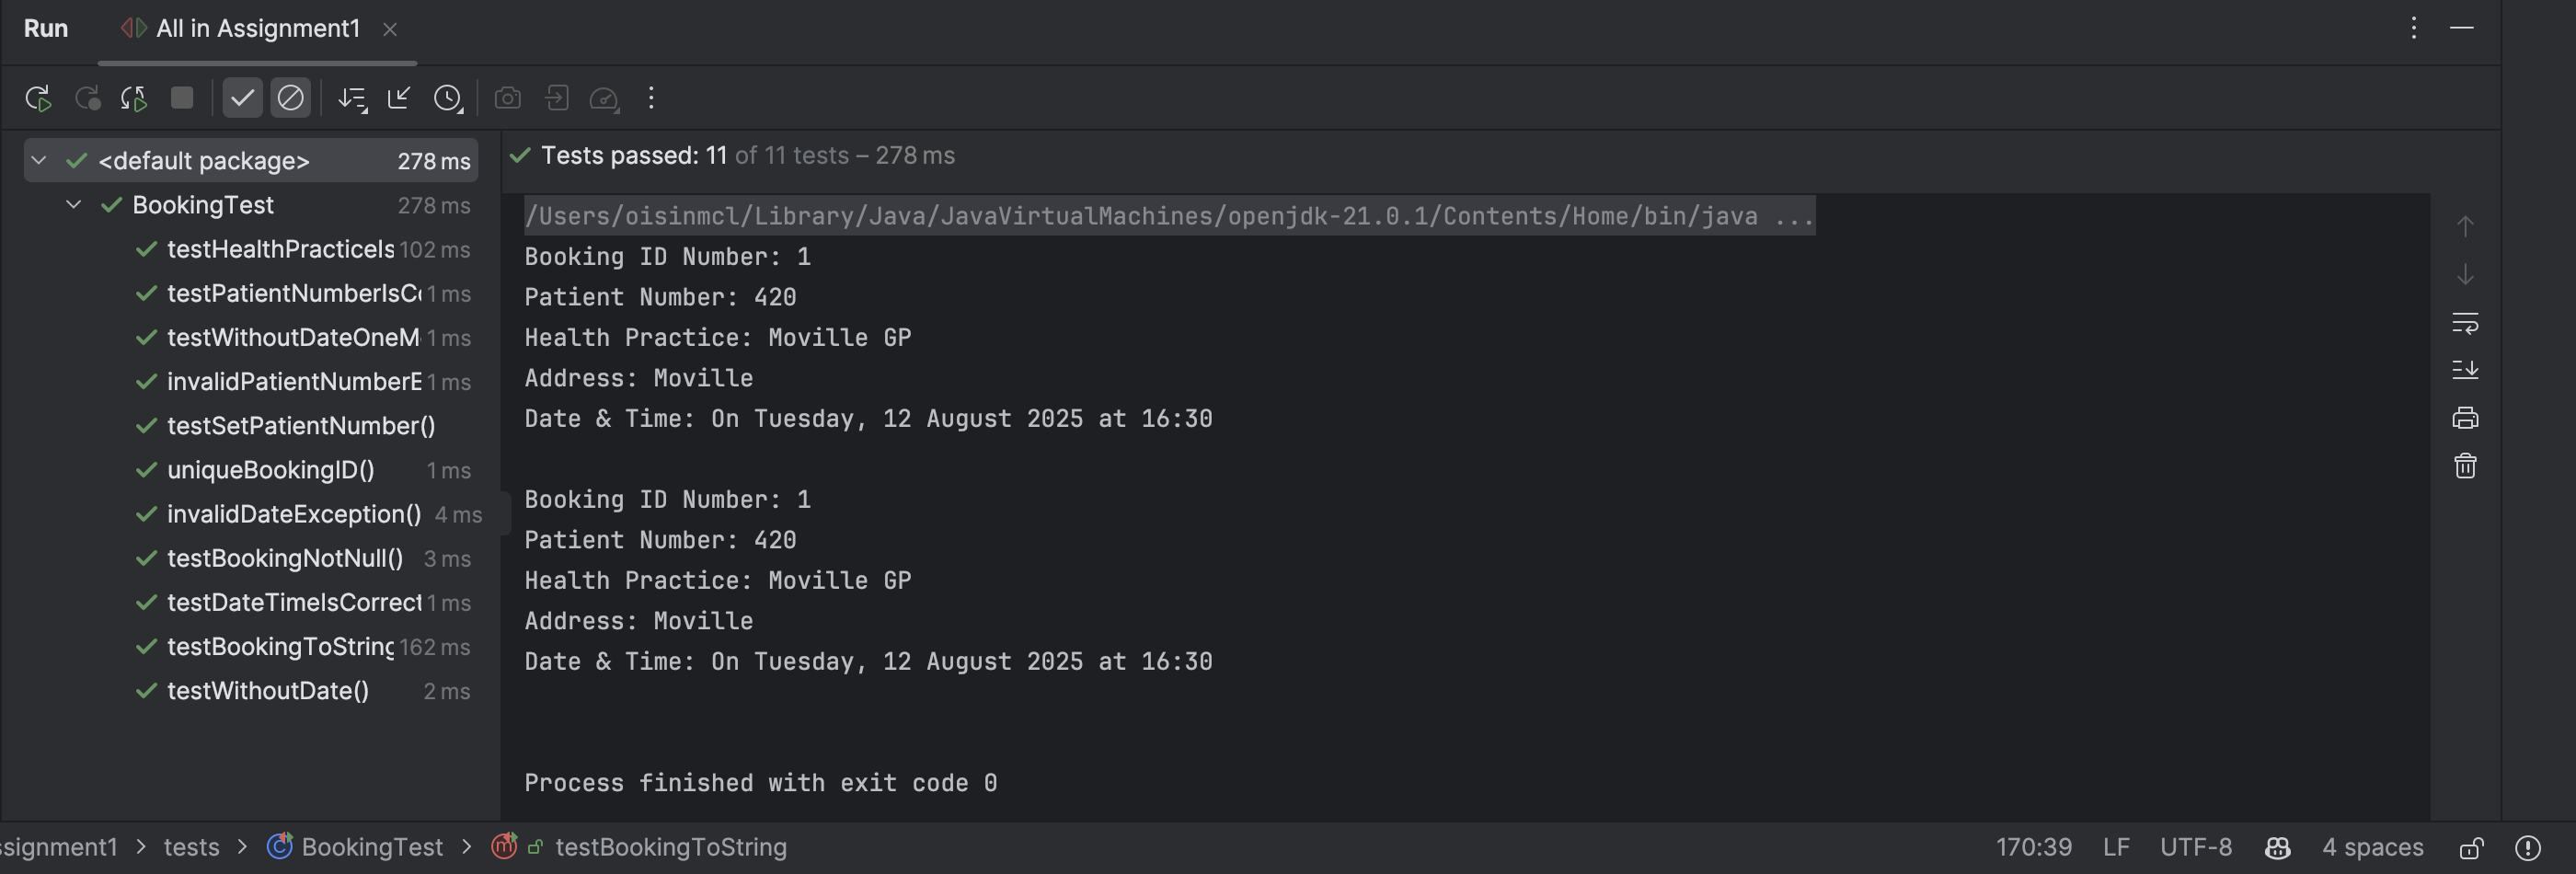 Run All in Assignment1
<default package> 278 ms
BookingTest 278 ms
testHealthPracticeIs 102 ms
testPatientNumberIsCo 1 ms
testWithoutDateOneM 1 ms
invalidPatientNumberE 1 ms
testSetPatientNumber()
uniqueBookingID() 1 ms
invalidDateException() 4 ms
testBookingNotNull() 3 ms
testDateTimeIsCorrect 1 ms
testBookingToString 162 ms
testWithoutDate() 2 ms
Tests passed: 11 of 11 tests – 278 ms
/Users/oisinmcl/Library/Java/JavaVirtualMachines/openjdk-21.0.1/Contents/Home/bin/java ...
Booking ID Number: 1
Patient Number: 420
Health Practice: Moville GP
Address: Moville
Date & Time: On Tuesday, 12 August 2025 at 16:30
Booking ID Number: 1
Patient Number: 420
Health Practice: Moville GP
Address: Moville
Date & Time: On Tuesday, 12 August 2025 at 16:30
Process finished with exit code 0
ssignment1 > tests > BookingTest > testBookingToString 170:39 LF UTF-8 4 spaces